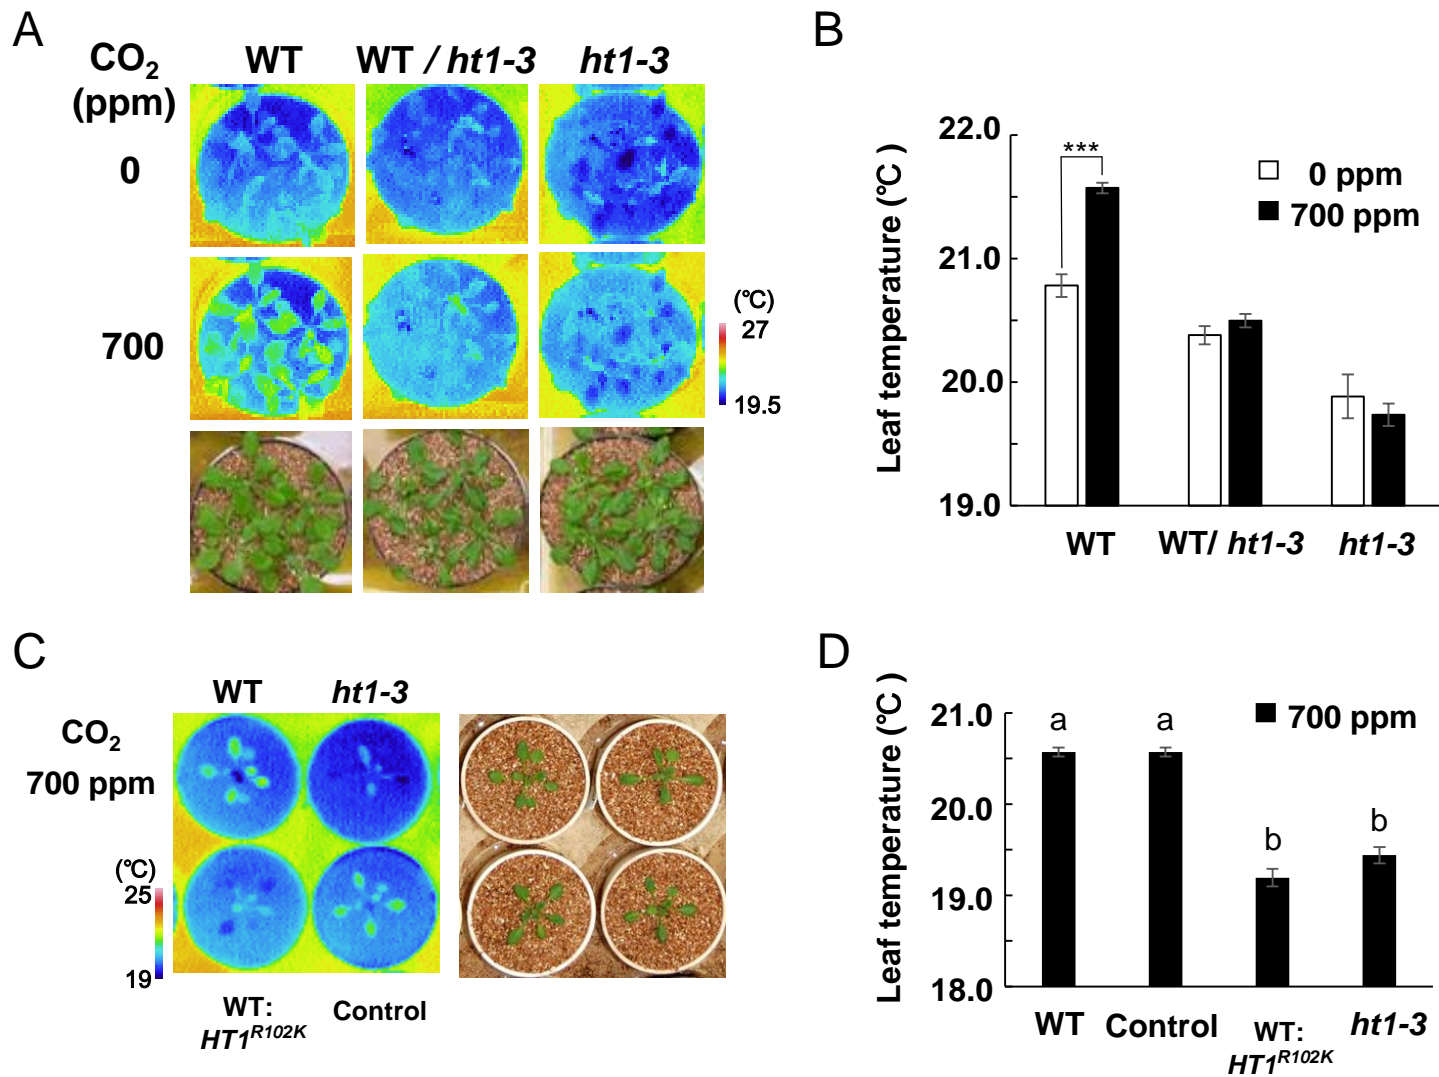 A
CO2
(ppm)
WT
WT / ht1-3
ht1-3
0
700
(℃)
27
19.5
B
Leaf temperature (℃)
22.0
21.0
20.0
19.0
***
0 ppm
700 ppm
WT
WT/ ht1-3
ht1-3
C
WT
ht1-3
CO2
700 ppm
(℃)
25
19
WT:
HT1R102K
Control
D
Leaf temperature (℃)
21.0
20.0
19.0
18.0
a
a
b
b
700 ppm
WT
Control
WT:
HT1R102K
ht1-3